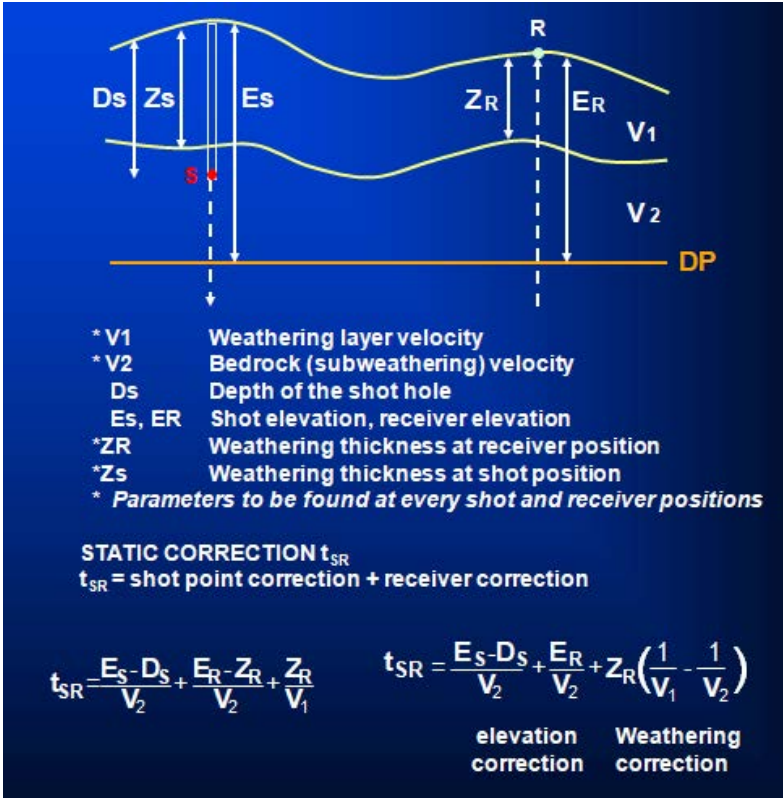 R
Ds Zs Es ZR ER
V1
S
V2
DP
* V1 Weathering layer velocity
* V2 Bedrock (subweathering) velocity
Ds Depth of the shot hole
Es, ER Shot elevation, receiver elevation
*ZR Weathering thickness at receiver position
*Zs Weathering thickness at shot position
* Parameters to be found at every shot and receiver positions
STATIC CORRECTION tSR
tSR = shot point correction + receiver correction
tSR=(ES-DS)/V2+(ER-ZR)/V2+ZR/V1
tSR = (ES-DS)/V2+ER/V2+ZR(1/V1-1/V2)
elevation Weathering
correction correction